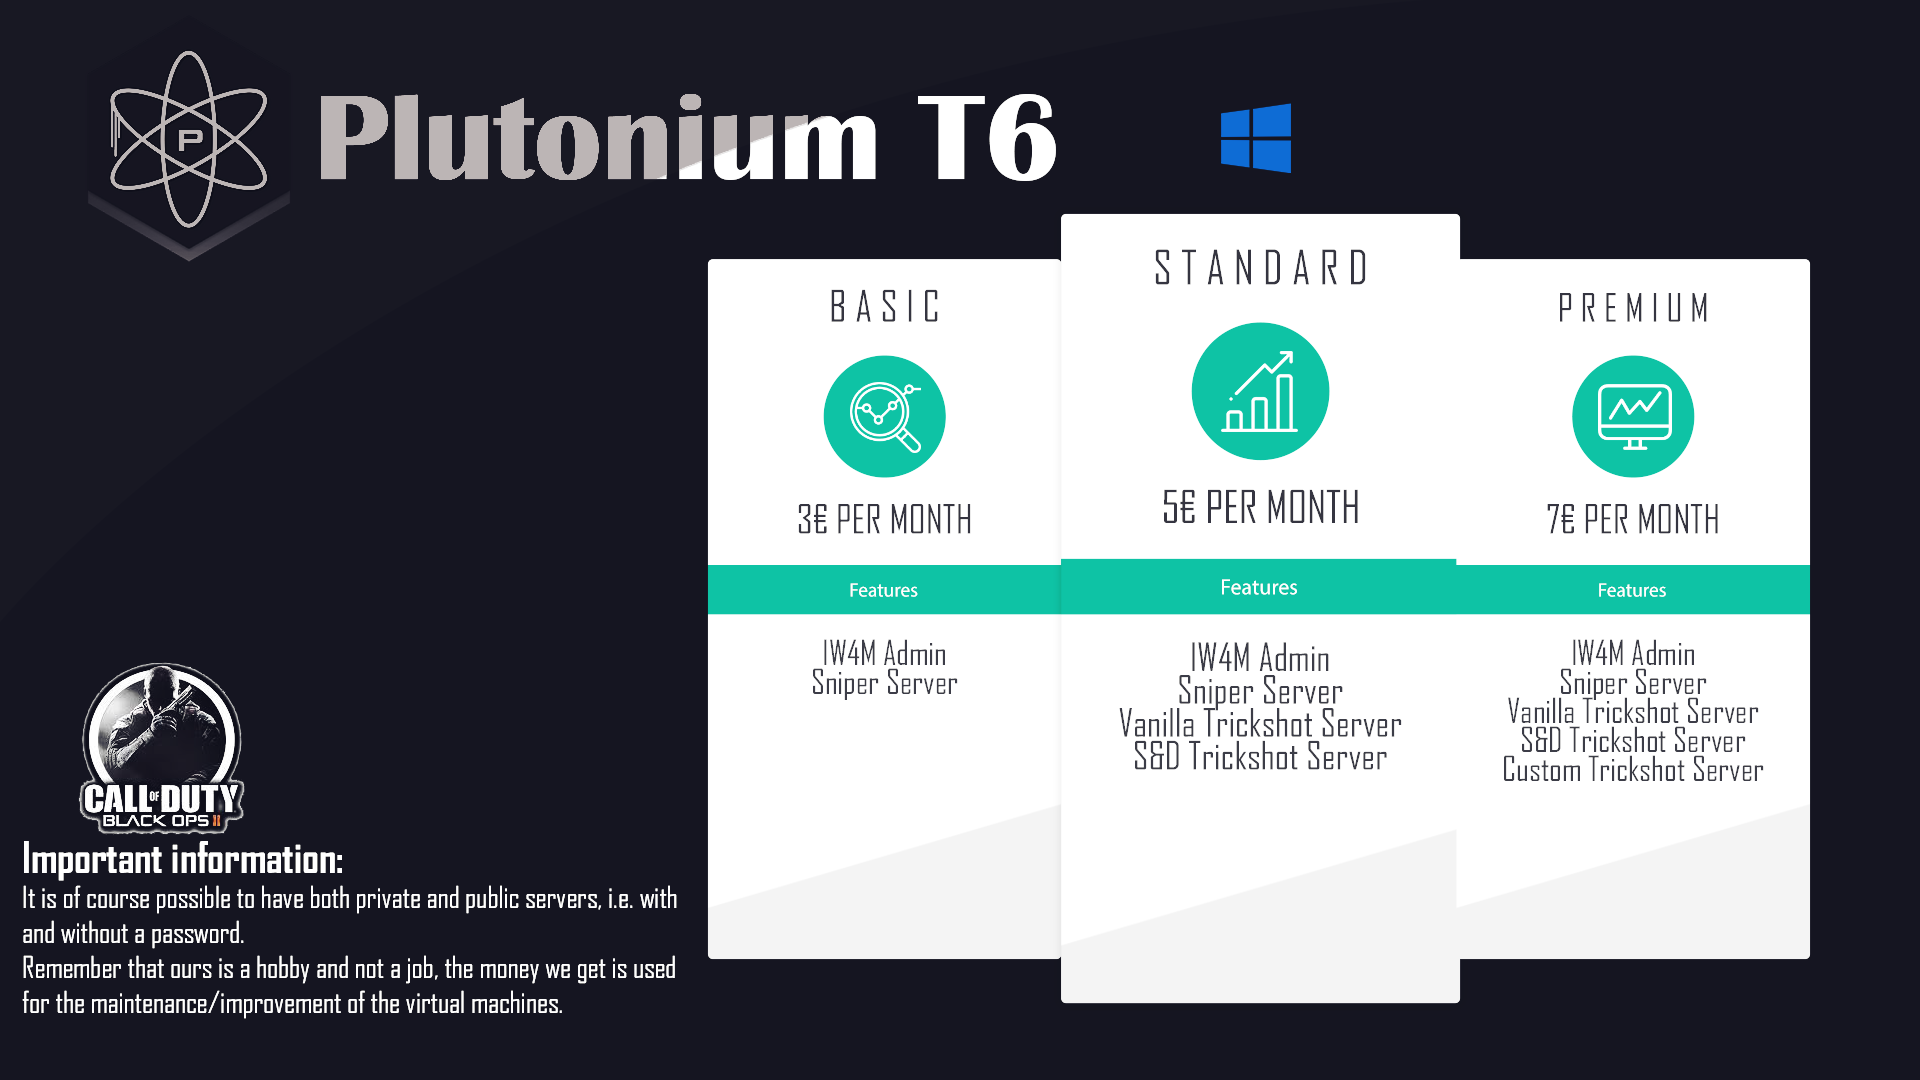 P
Plutonium T6
BASIC
3€ PER MONTH
Features
IW4M Admin
Sniper Server
STANDARD
5€ PER MONTH
Features
IW4M Admin
Sniper Server
Vanilla Trickshot Server
S&D Trickshot Server
PREMIUM
7€ PER MONTH
Features
IW4M Admin
Sniper Server
Vanilla Trickshot Server
S&D Trickshot Server
Custom Trickshot Server
CALL OF DUTY
BLACK OPS II
Important information:
It is of course possible to have both private and public servers, i.e. with
and without a password.
Remember that ours is a hobby and not a job, the money we get is used
for the maintenance/improvement of the virtual machines.